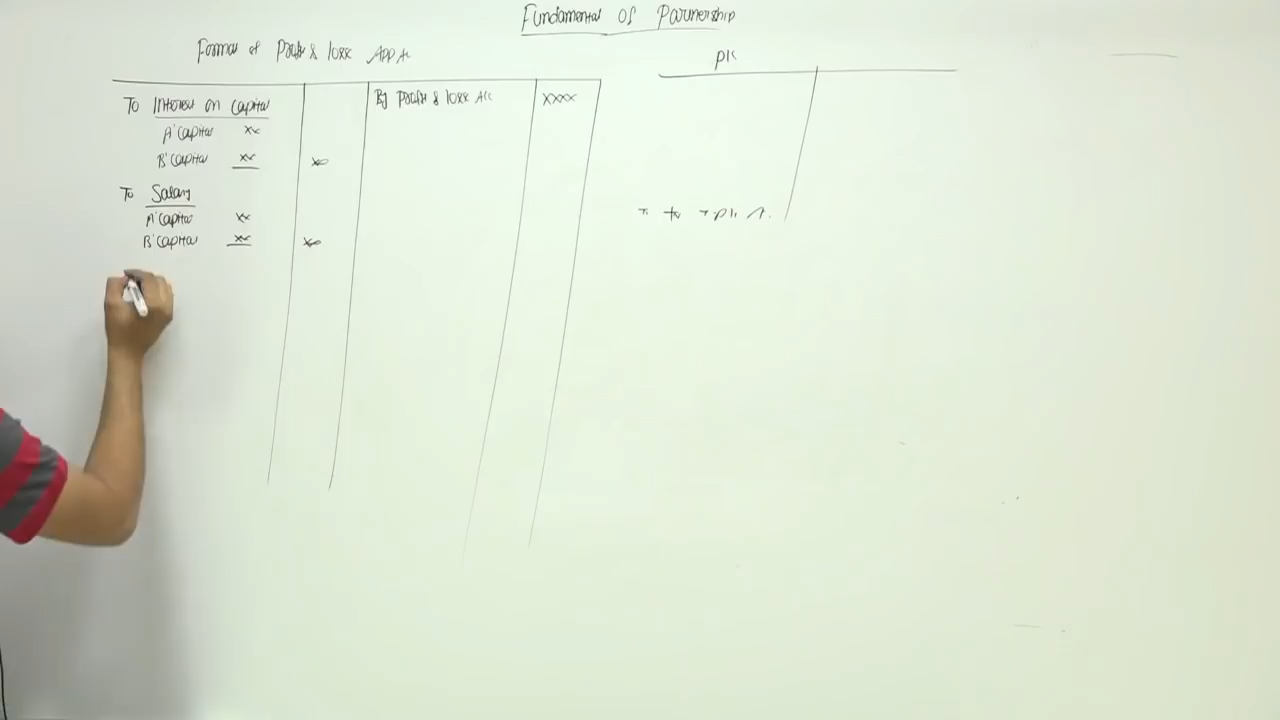 Fundamental Of Parnership
Format of Profit & loss APP A/c
To Interest on Capital
A' Capital xx
B' Capital xx xx
To Salary
A' Capital xx
B' Capital xx xx
By Profit & loss A/c xxxx